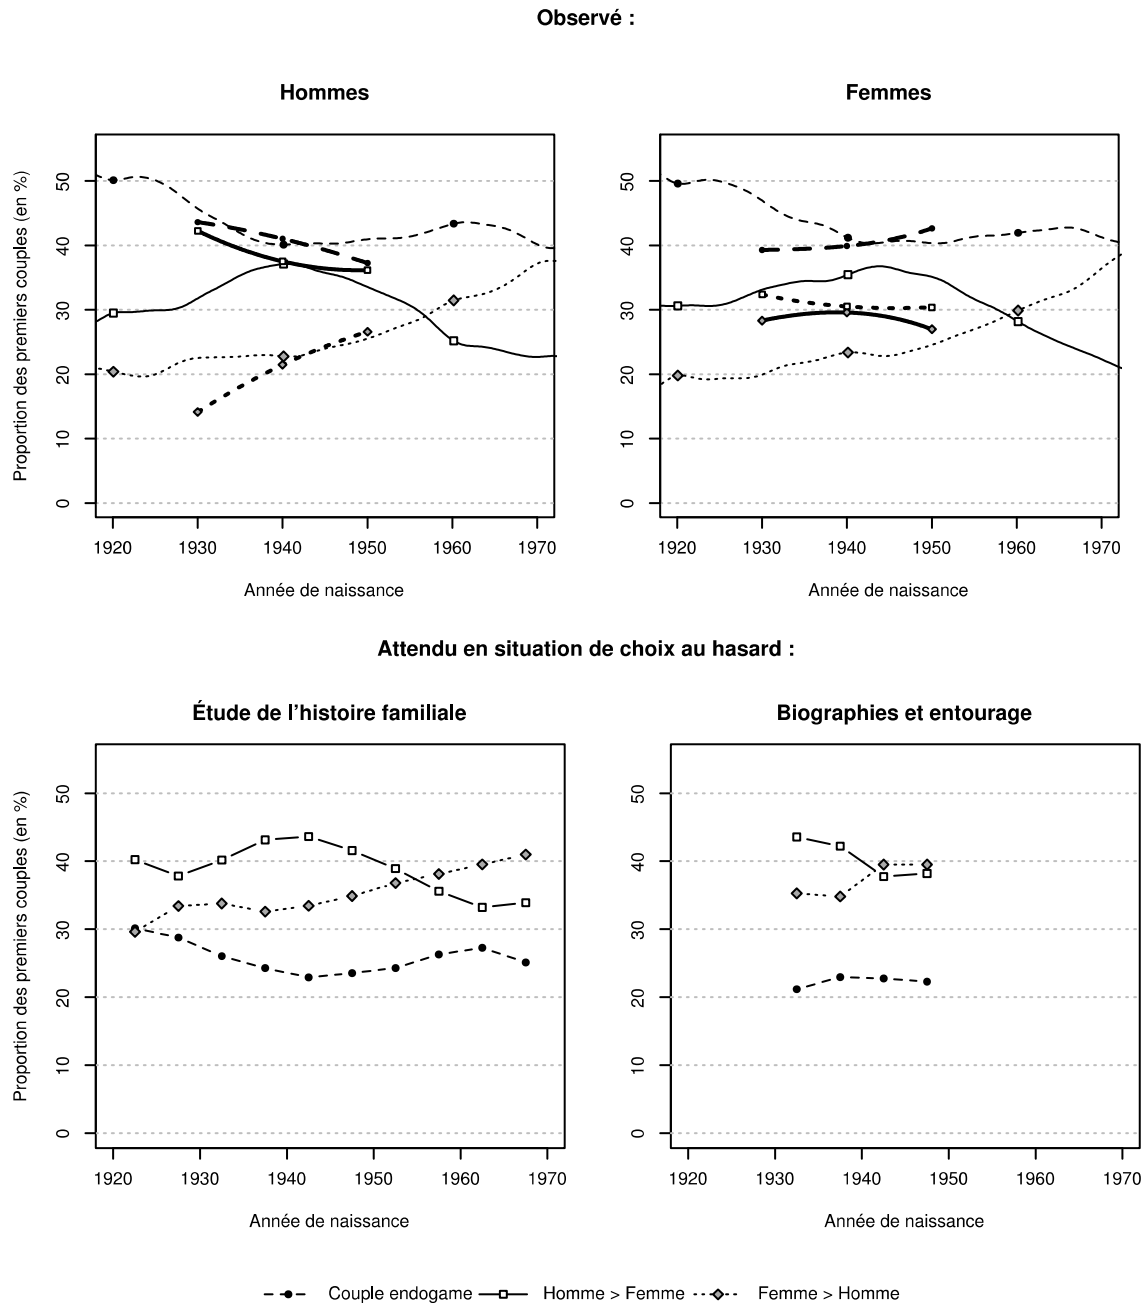 Observé :
Hommes
Femmes
Proportion des premiers couples (en %)
50
40
30
20
10
0
1920 1930 1940 1950 1960 1970
Année de naissance
50
40
30
20
10
0
1920 1930 1940 1950 1960 1970
Année de naissance
Attendu en situation de choix au hasard :
Étude de l'histoire familiale
Biographies et entourage
Proportion des premiers couples (en %)
50
40
30
20
10
0
1920 1930 1940 1950 1960 1970
Année de naissance
50
40
30
20
10
0
1920 1930 1940 1950 1960 1970
Année de naissance
Couple endogame Homme > Femme Femme > Homme